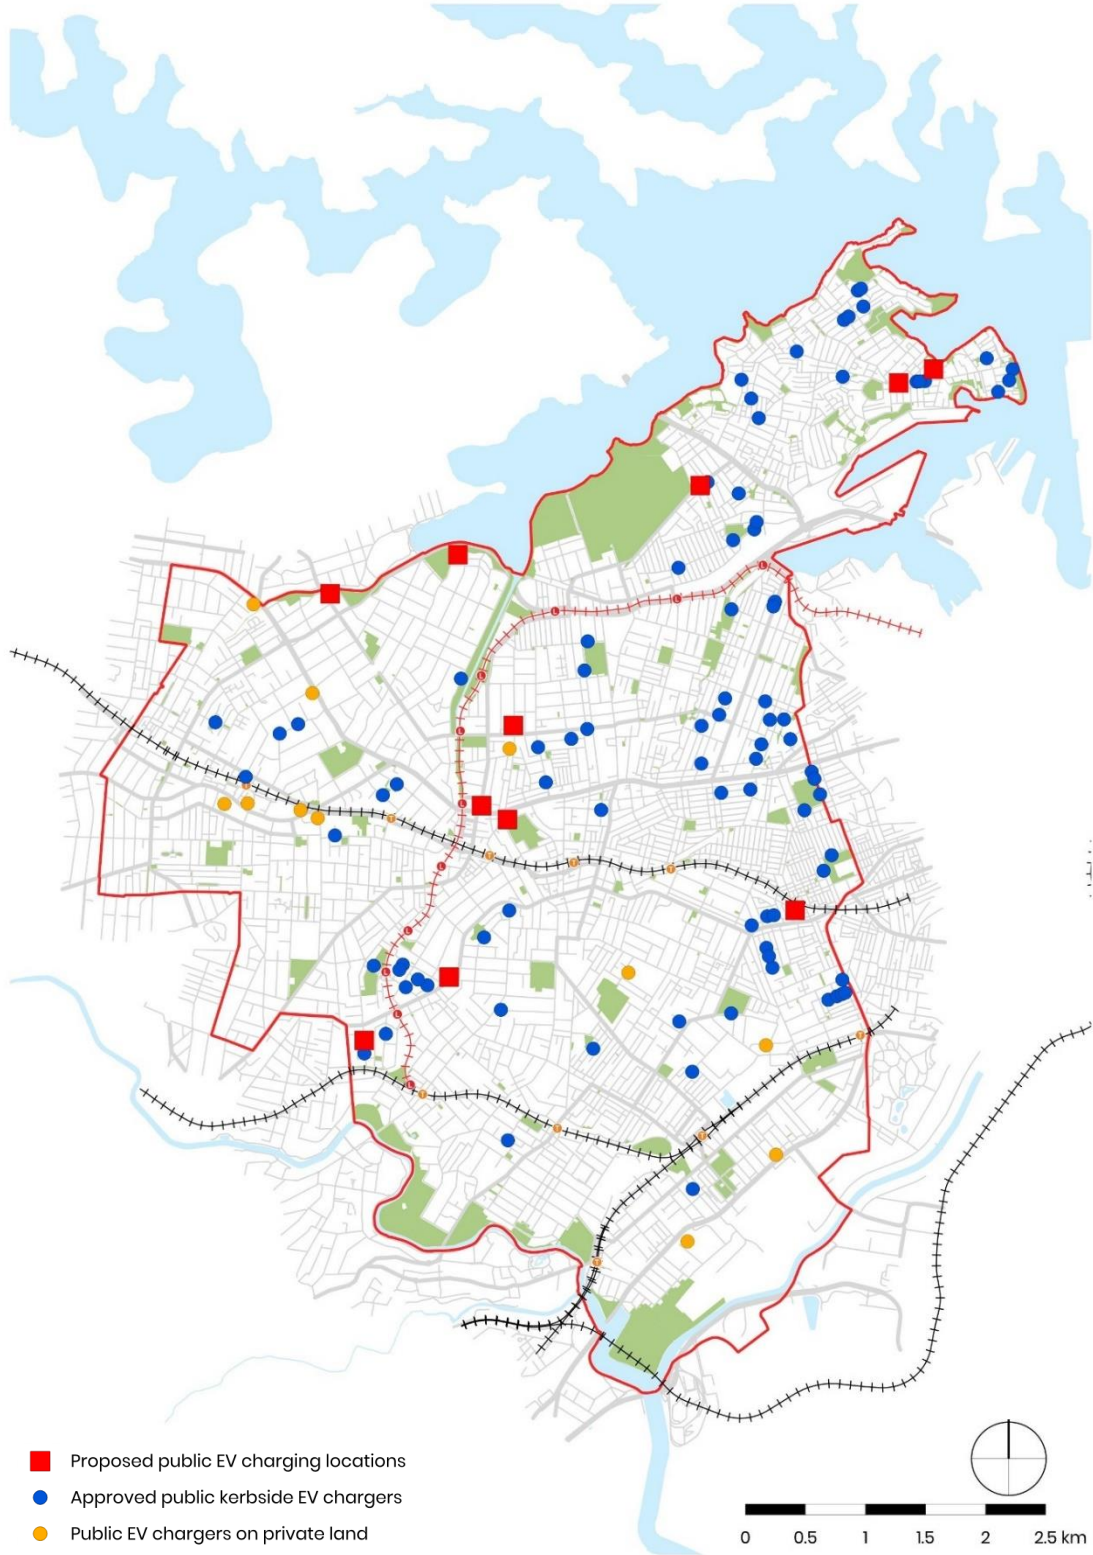 Proposed public EV charging locations
Approved public kerbside EV chargers
Public EV chargers on private land
0 0.5 1 1.5 2 2.5 km